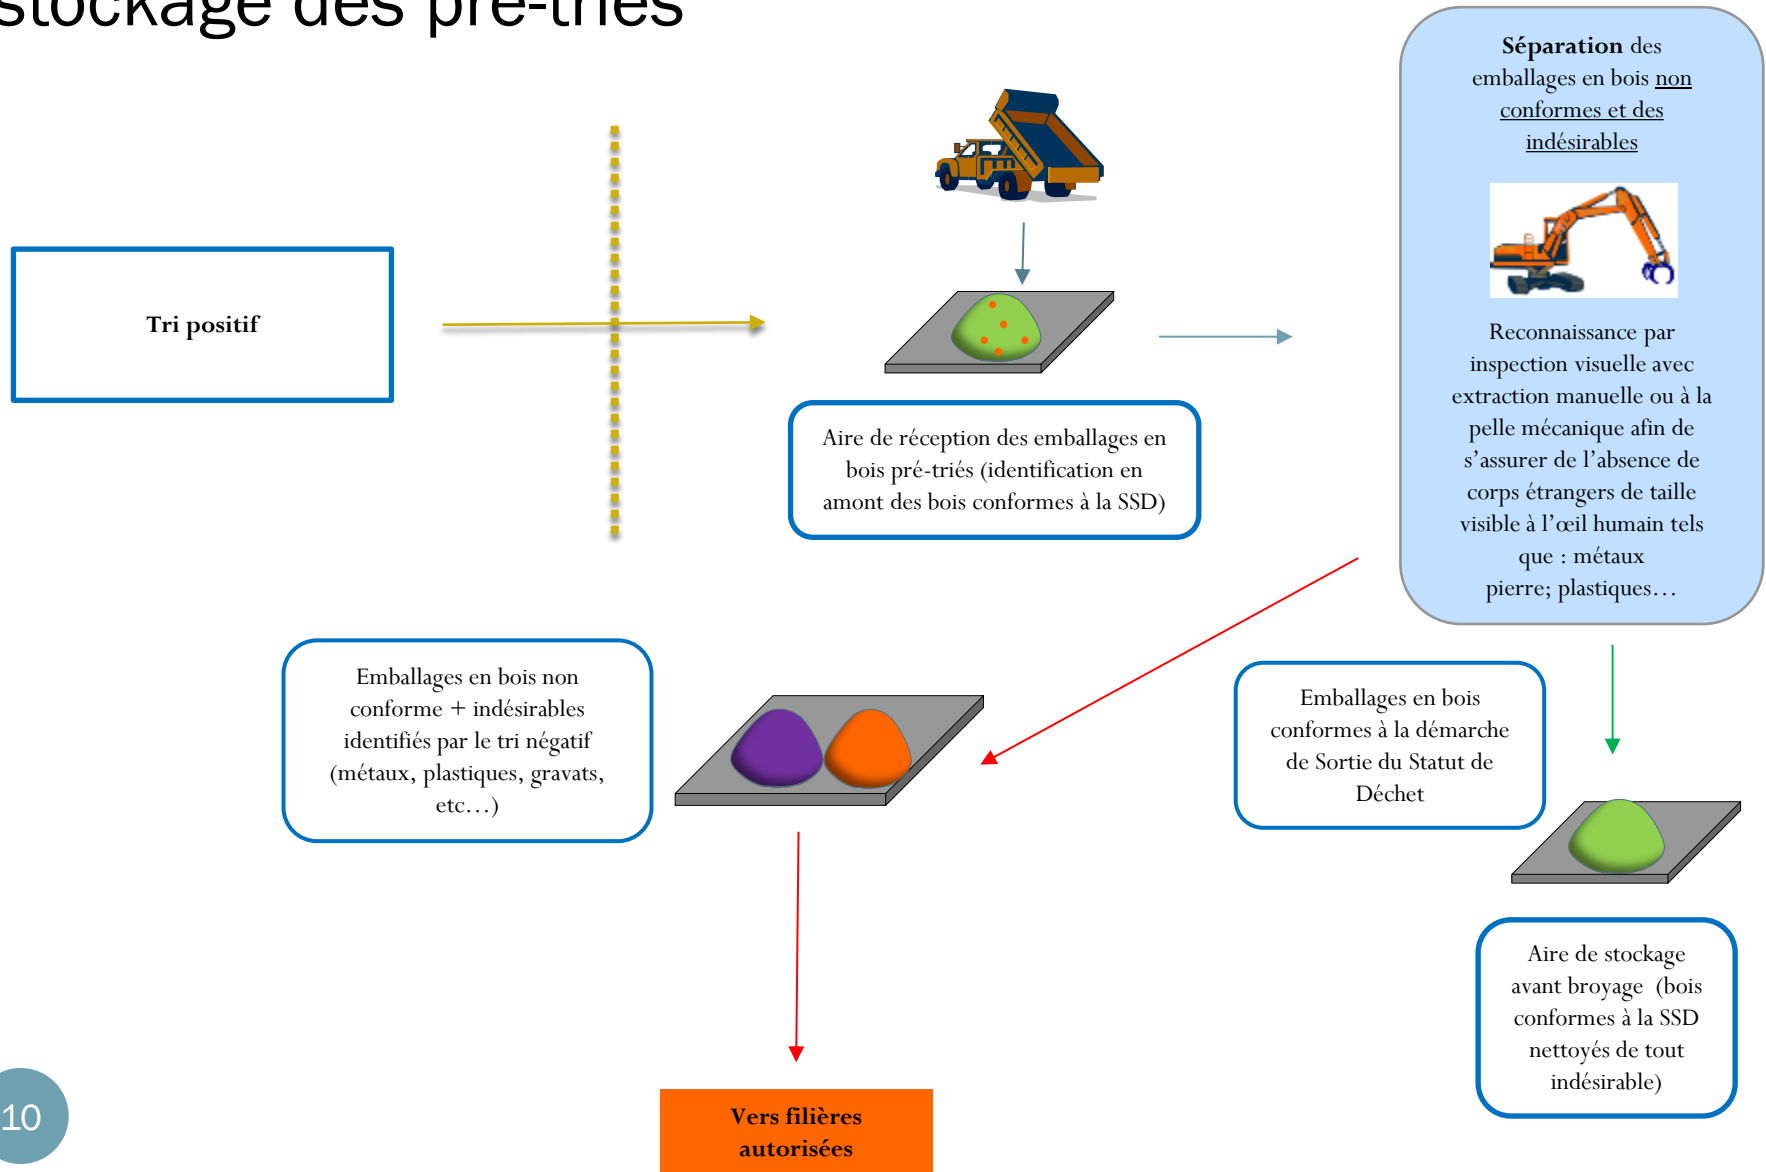 stockage des pré-triés
Séparation des
emballages en bois non
conformes et des
indésirables
Reconnaissance par
inspection visuelle avec
extraction manuelle ou à la
pelle mécanique afin de
s’assurer de l’absence de
corps étrangers de taille
visible à l’œil humain tels
que : métaux
pierre; plastiques…
Tri positif
Aire de réception des emballages en
bois pré-triés (identification en
amont des bois conformes à la SSD)
Emballages en bois non
conforme + indésirables
identifiés par le tri négatif
(métaux, plastiques, gravats,
etc…)
Emballages en bois
conformes à la démarche
de Sortie du Statut de
Déchet
Aire de stockage
avant broyage (bois
conformes à la SSD
nettoyés de tout
indésirable)
Vers filières
autorisées
10